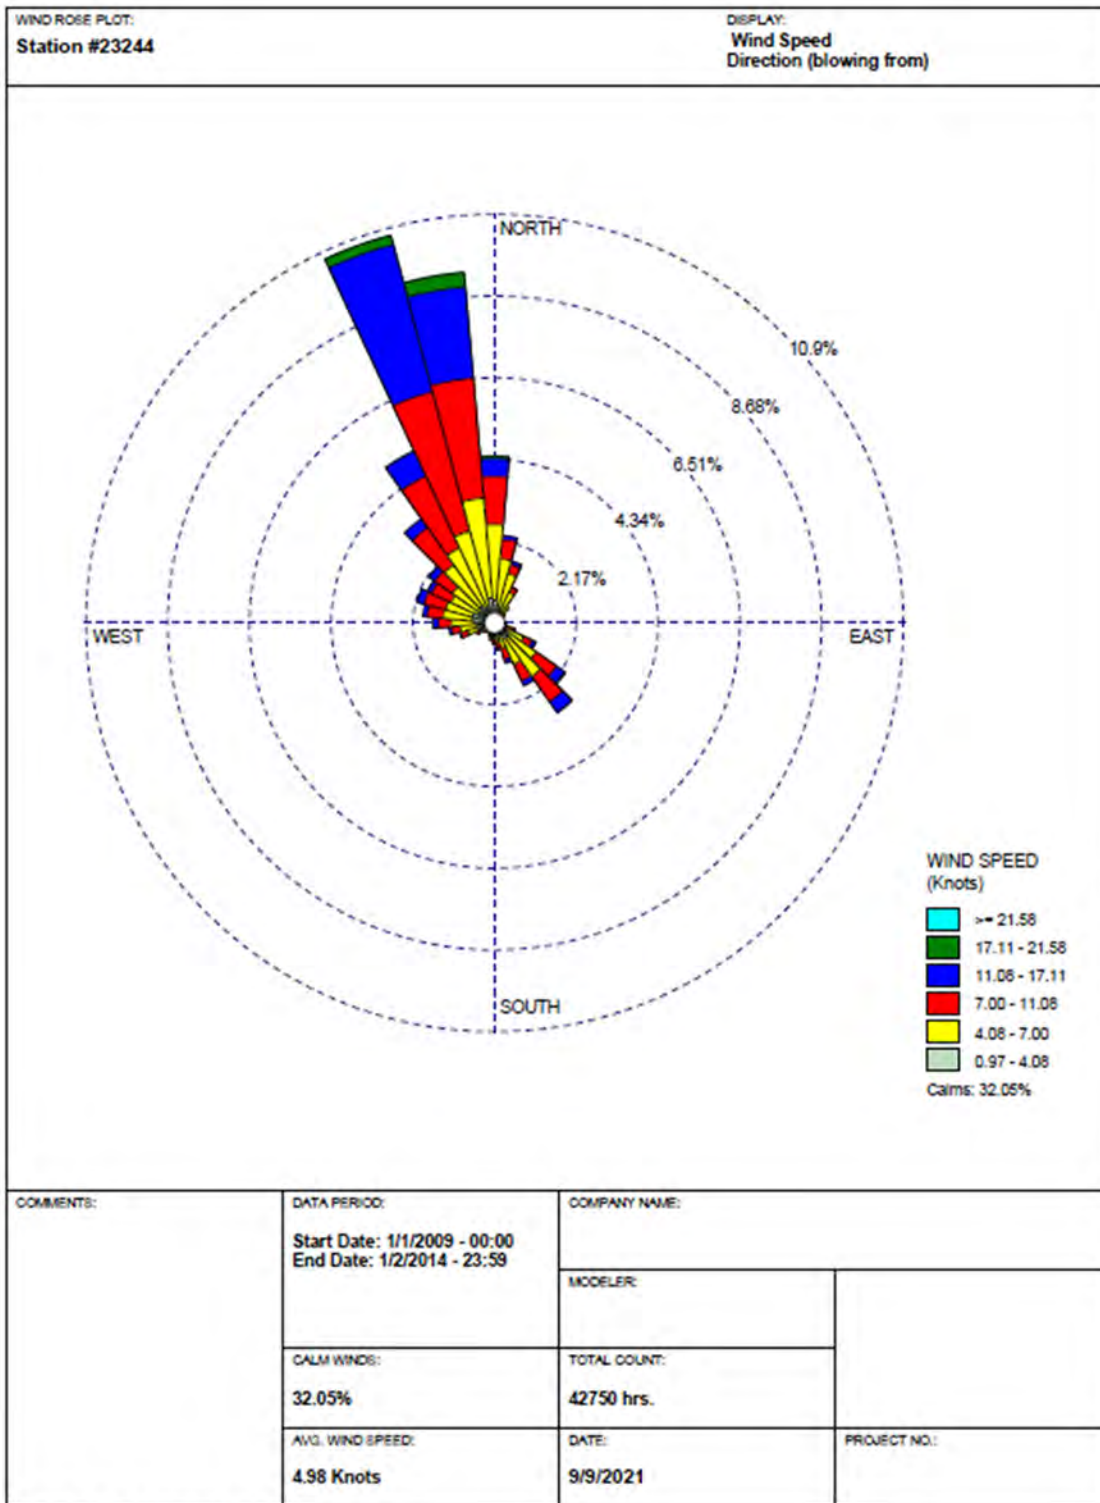 WIND ROSE PLOT:
Station #23244
DISPLAY:
Wind Speed
Direction (blowing from)
NORTH
10.9%
8.68%
6.51%
4.34%
2.17%
WEST
EAST
SOUTH
WIND SPEED
(Knots)
>= 21.58
17.11 - 21.58
11.08 - 17.11
7.00 - 11.08
4.08 - 7.00
0.97 - 4.08
Calms: 32.05%
COMMENTS:
DATA PERIOD:
Start Date: 1/1/2009 - 00:00
End Date: 1/2/2014 - 23:59
COMPANY NAME:
MODELER:
CALM WINDS:
32.05%
TOTAL COUNT:
42750 hrs.
AVG. WIND SPEED:
4.98 Knots
DATE:
9/9/2021
PROJECT NO.: